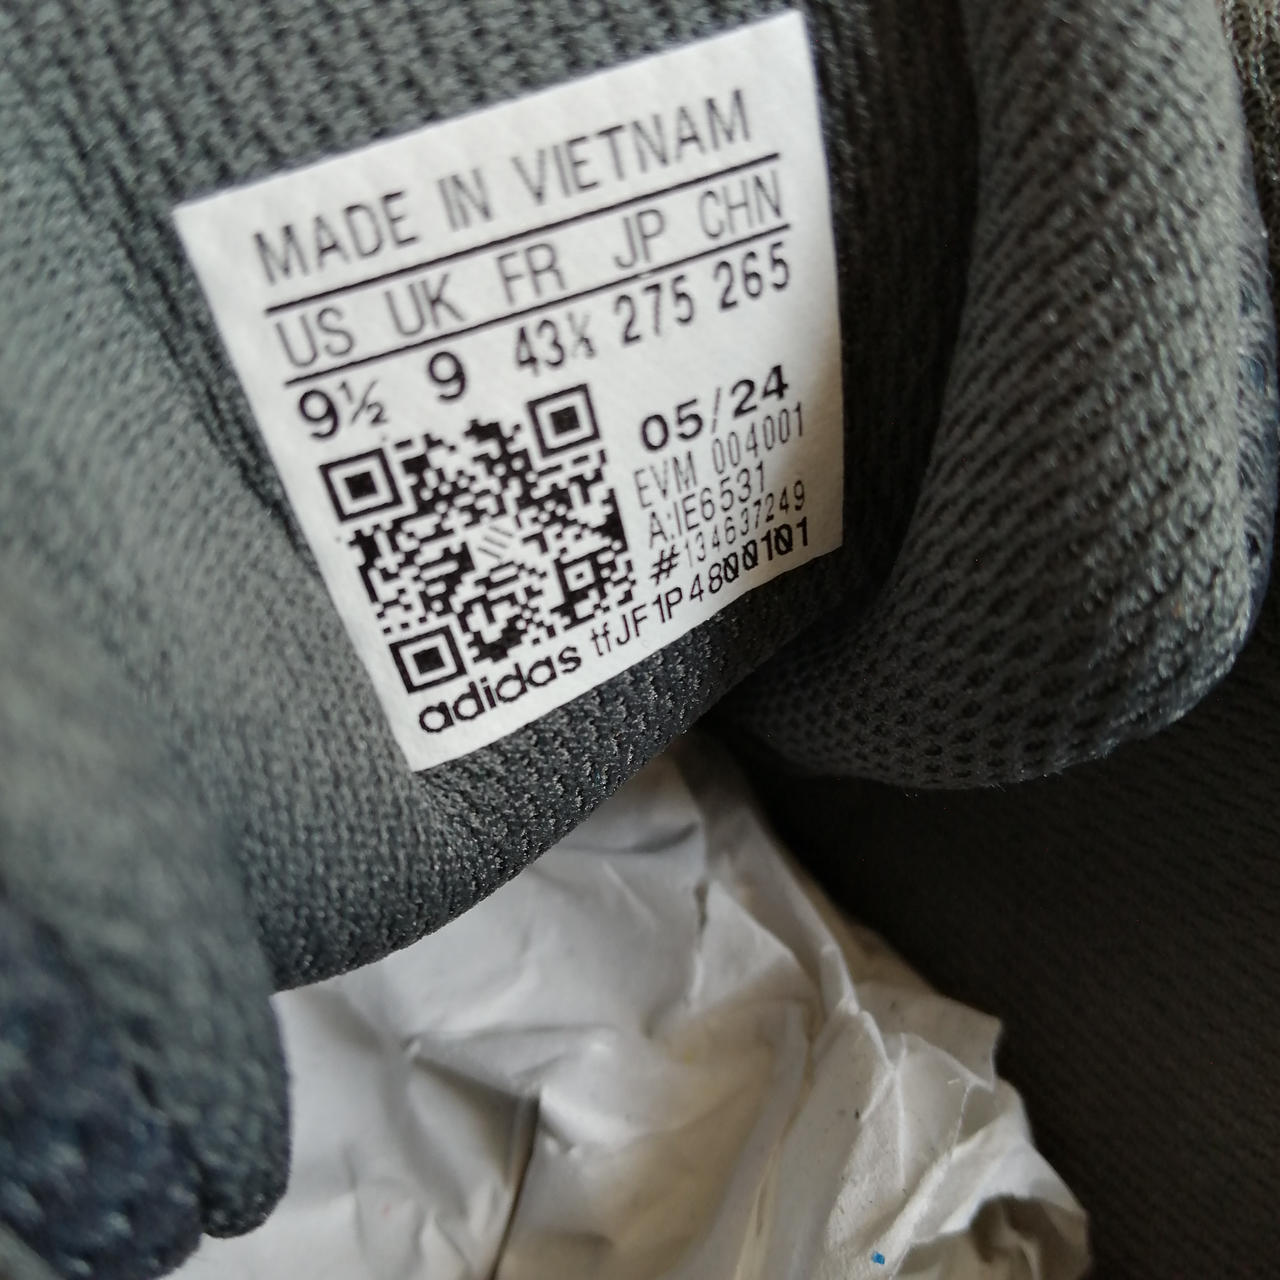 MADE IN VIETNAM
US UK FR JP CHN
9½ 9 43⅓ 275 265
05/24
EVM 004001
A:IE6531
#134637249
adidas tfJF1P4800101